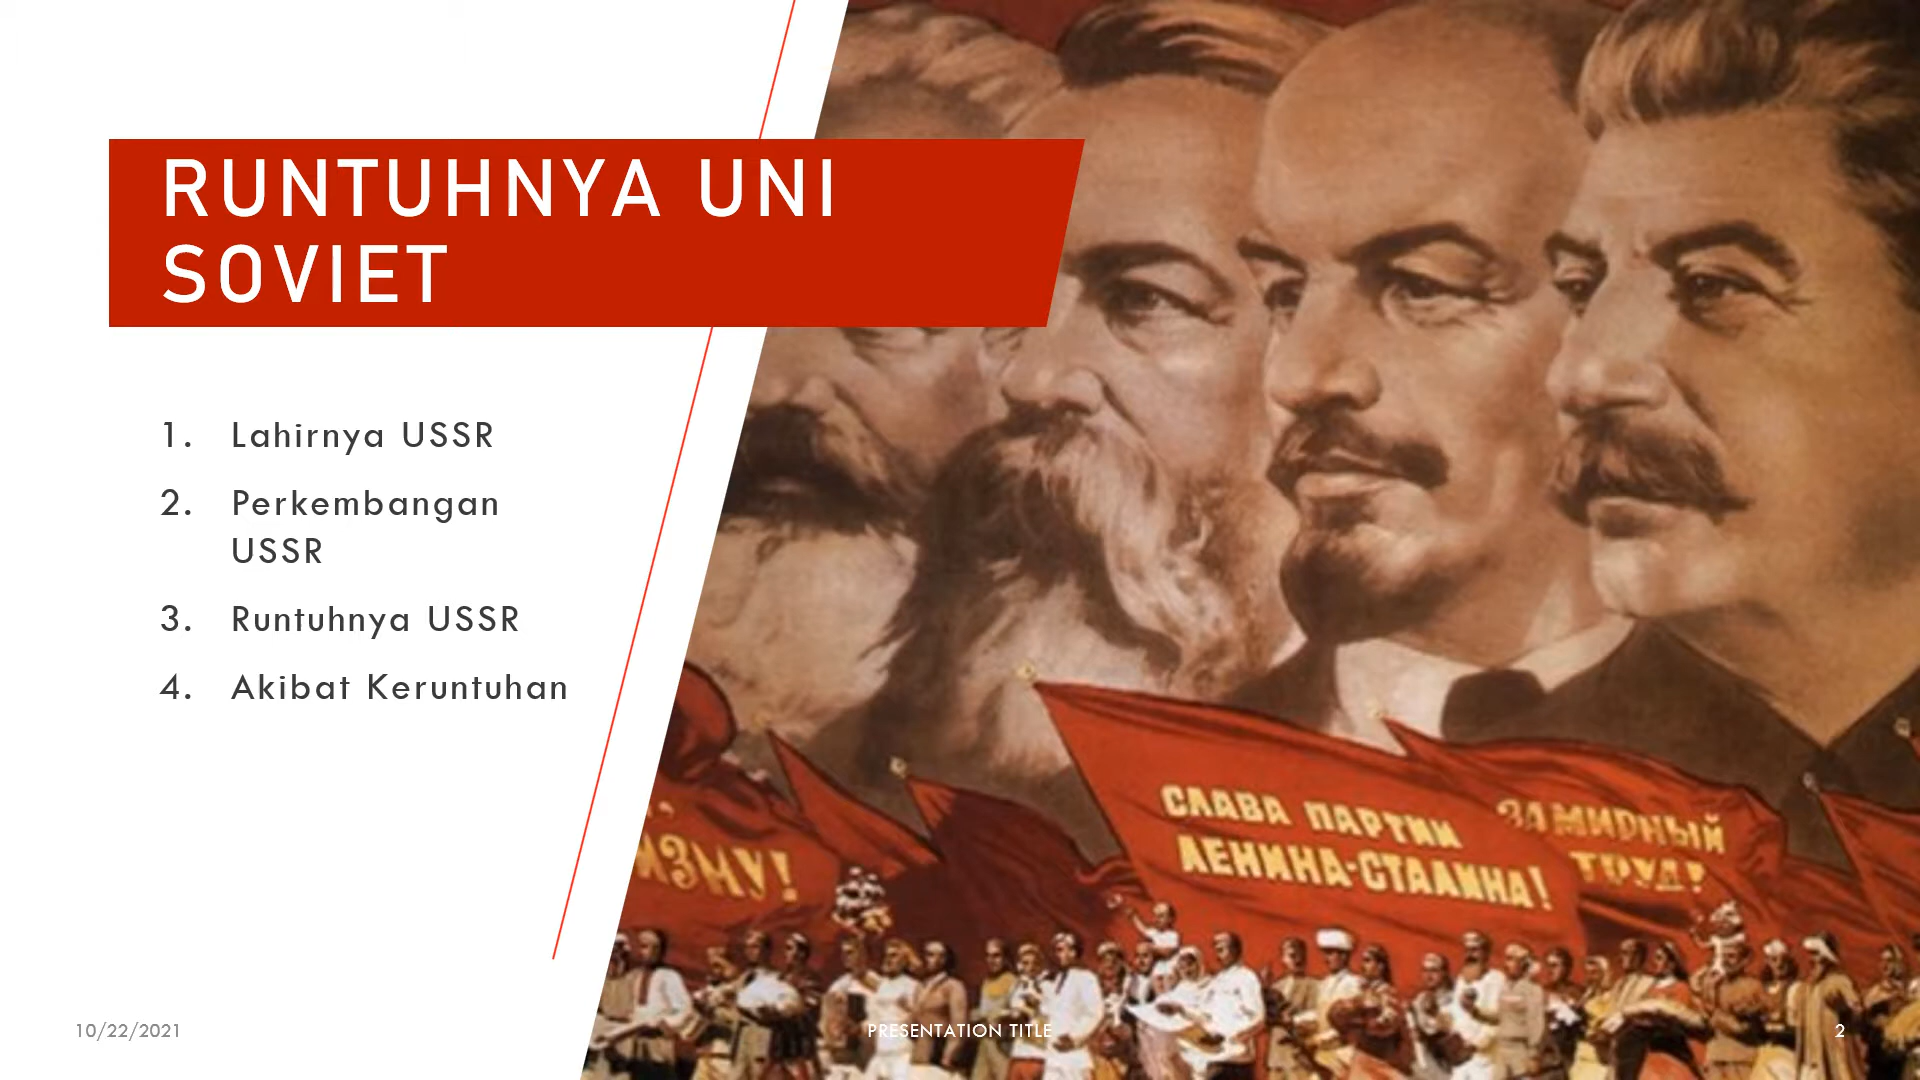 RUNTUHNYA UNI
SOVIET
1. Lahirnya USSR
2. Perkembangan
USSR
3. Runtuhnya USSR
4. Akibat Keruntuhan
СЛАВА ПАРТИИ
ЛЕНИНА-СТАЛИНА!
ЗА МИРНЫЙ
ТРУД!
10/22/2021
PRESENTATION TITLE
2